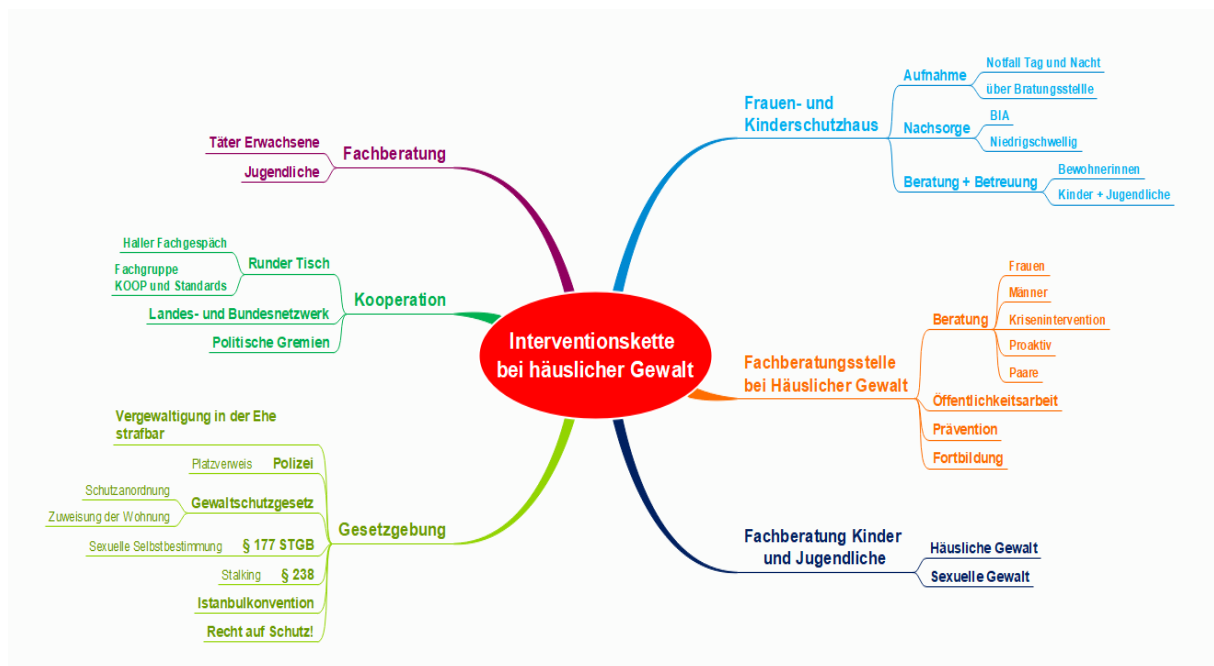 Interventionskette
bei häuslicher Gewalt
Frauen- und
Kinderschutzhaus
Aufnahme
Notfall Tag und Nacht
über Bratungsstellle
Nachsorge
BIA
Niedrigschwellig
Beratung + Betreuung
Bewohnerinnen
Kinder + Jugendliche
Fachberatungsstelle
bei Häuslicher Gewalt
Beratung
Frauen
Männer
Krisenintervention
Proaktiv
Paare
Öffentlichkeitsarbeit
Prävention
Fortbildung
Fachberatung Kinder
und Jugendliche
Häusliche Gewalt
Sexuelle Gewalt
Fachberatung
Täter Erwachsene
Jugendliche
Kooperation
Runder Tisch
Haller Fachgespäch
Fachgruppe
KOOP und Standards
Landes- und Bundesnetzwerk
Politische Gremien
Gesetzgebung
Vergewaltigung in der Ehe
strafbar
Platzverweis Polizei
Gewaltschutzgesetz
Schutzanordnung
Zuweisung der Wohnung
Sexuelle Selbstbestimmung § 177 STGB
Stalking § 238
Istanbulkonvention
Recht auf Schutz!